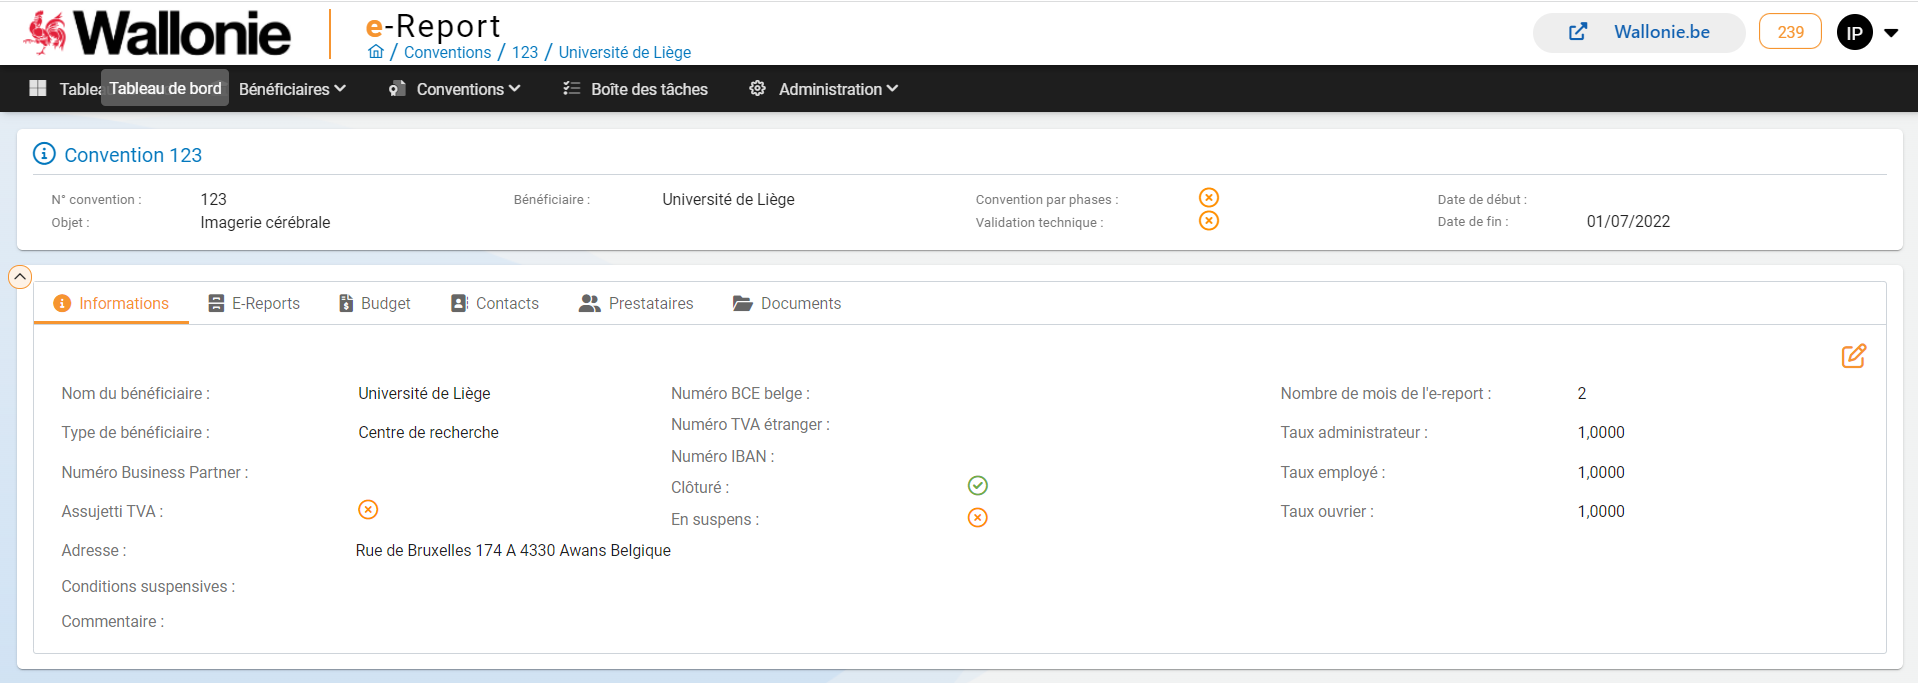 Wallonie
e-Report
/ Conventions / 123 / Université de Liège
Wallonie.be
239
IP
Tablea
Tableau de bord
Bénéficiaires
Conventions
Boîte des tâches
Administration
Convention 123
N° convention : 123
Objet : Imagerie cérébrale
Bénéficiaire : Université de Liège
Convention par phases :
Validation technique :
Date de début :
Date de fin : 01/07/2022
Informations
E-Reports
Budget
Contacts
Prestataires
Documents
Nom du bénéficiaire : Université de Liège
Type de bénéficiaire : Centre de recherche
Numéro Business Partner :
Assujetti TVA :
Adresse : Rue de Bruxelles 174 A 4330 Awans Belgique
Conditions suspensives :
Commentaire :
Numéro BCE belge :
Numéro TVA étranger :
Numéro IBAN :
Clôturé :
En suspens :
Nombre de mois de l'e-report : 2
Taux administrateur : 1,0000
Taux employé : 1,0000
Taux ouvrier : 1,0000